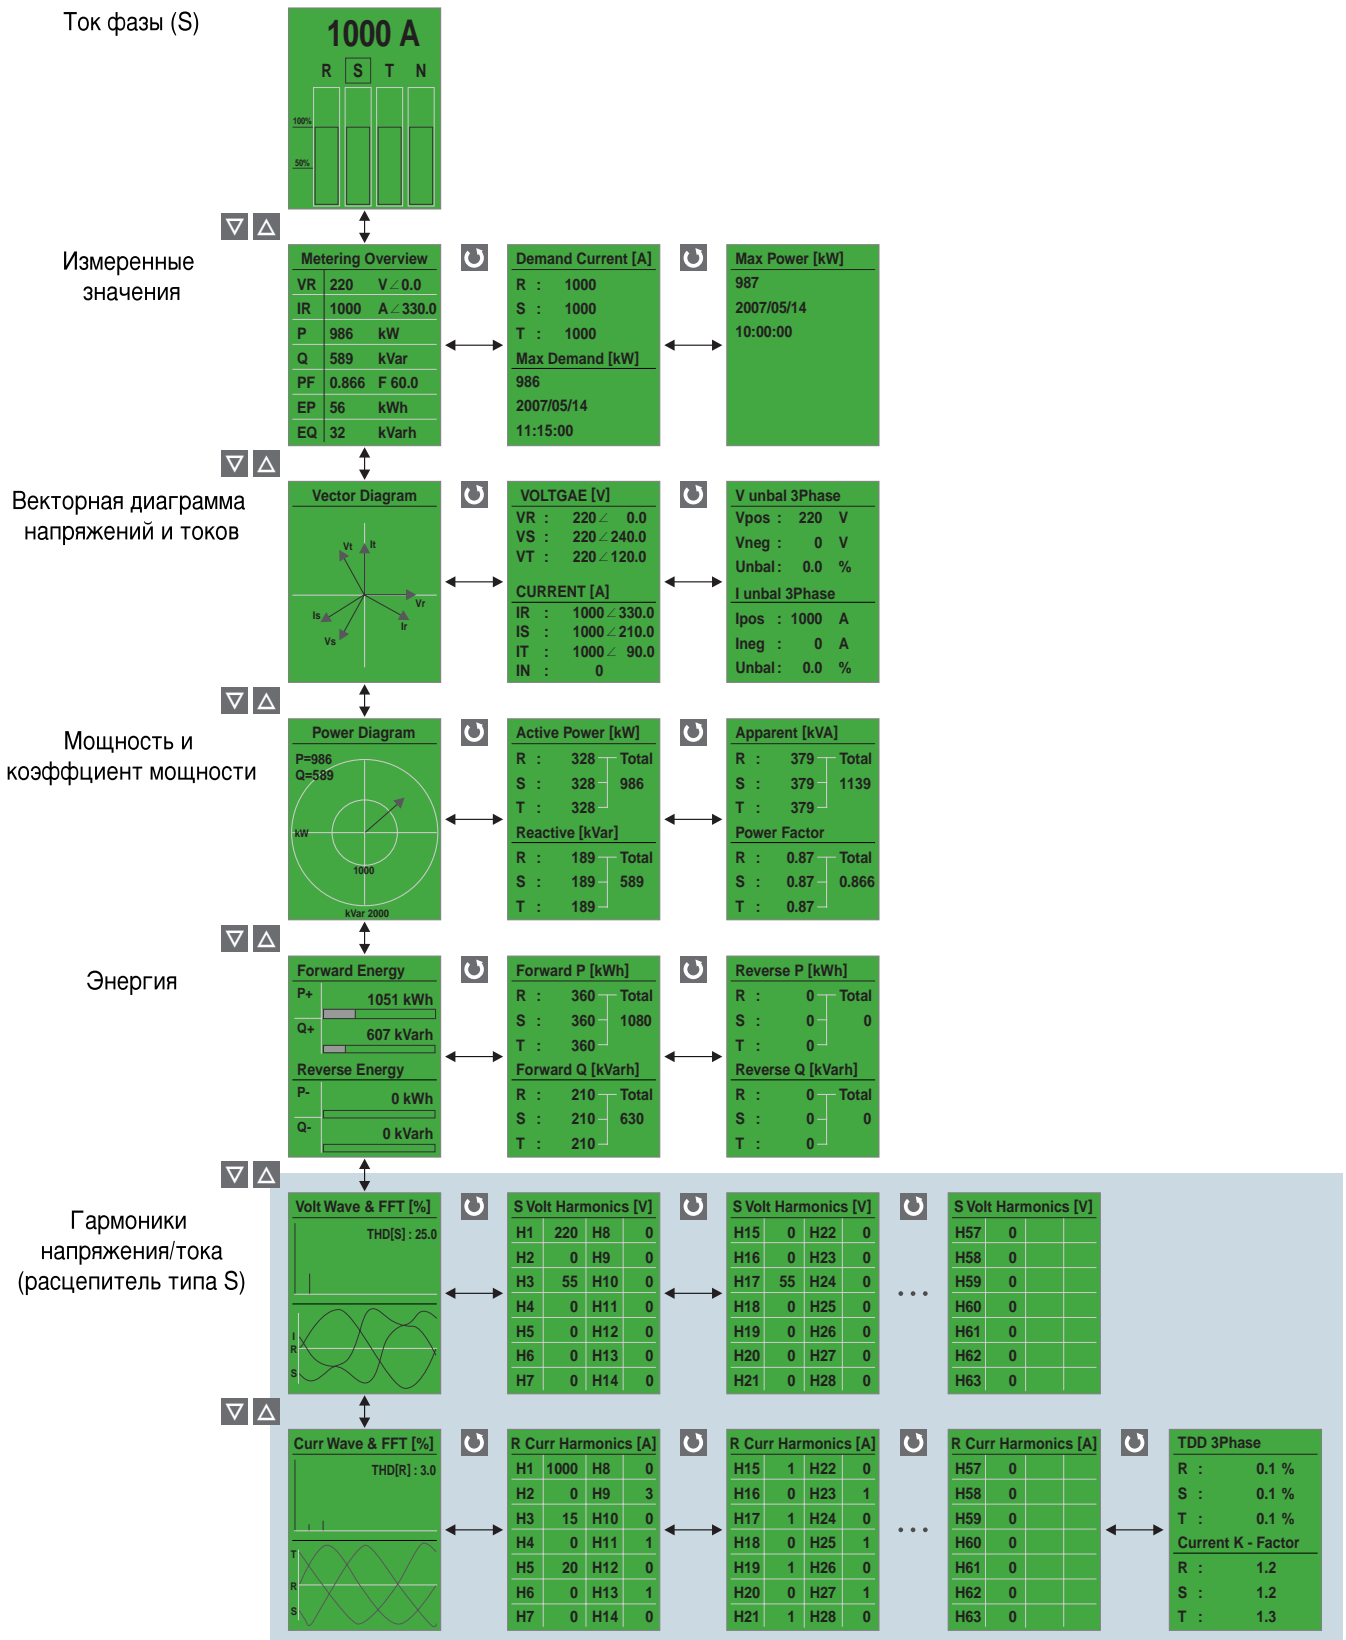 Ток фазы (S)
1000 A
R S T N
100%
50%
Измеренные
значения
Metering Overview
VR 220 V∠0.0
IR 1000 A∠330.0
P 986 kW
Q 589 kVar
PF 0.866 F 60.0
EP 56 kWh
EQ 32 kVarh
Demand Current [A]
R : 1000
S : 1000
T : 1000
Max Demand [kW]
986
2007/05/14
11:15:00
Max Power [kW]
987
2007/05/14
10:00:00
Векторная диаграмма
напряжений и токов
Vector Diagram
Vt It
Vr
Is
Ir
Vs
VOLTGAE [V]
VR : 220∠ 0.0
VS : 220∠240.0
VT : 220∠120.0
CURRENT [A]
IR : 1000∠330.0
IS : 1000∠210.0
IT : 1000∠ 90.0
IN : 0
V unbal 3Phase
Vpos : 220 V
Vneg : 0 V
Unbal : 0.0 %
I unbal 3Phase
Ipos : 1000 A
Ineg : 0 A
Unbal : 0.0 %
Мощность и
коэффциент мощности
Power Diagram
P=986
Q=589
kW
1000
kVar 2000
Active Power [kW]
R : 328 Total
S : 328 986
T : 328
Reactive [kVar]
R : 189 Total
S : 189 589
T : 189
Apparent [kVA]
R : 379 Total
S : 379 1139
T : 379
Power Factor
R : 0.87 Total
S : 0.87 0.866
T : 0.87
Энергия
Forward Energy
P+ 1051 kWh
Q+ 607 kVarh
Reverse Energy
P- 0 kWh
Q- 0 kVarh
Forward P [kWh]
R : 360 Total
S : 360 1080
T : 360
Forward Q [kVarh]
R : 210 Total
S : 210 630
T : 210
Reverse P [kWh]
R : 0 Total
S : 0 0
T : 0
Reverse Q [kVarh]
R : 0 Total
S : 0 0
T : 0
Гармоники
напряжения/тока
(расцепитель типа S)
Volt Wave & FFT [%]
THD[S] : 25.0
I
R
S
S Volt Harmonics [V]
H1 220 H8 0
H2 0 H9 0
H3 55 H10 0
H4 0 H11 0
H5 0 H12 0
H6 0 H13 0
H7 0 H14 0
S Volt Harmonics [V]
H15 0 H22 0
H16 0 H23 0
H17 55 H24 0
H18 0 H25 0
H19 0 H26 0
H20 0 H27 0
H21 0 H28 0
. . .
S Volt Harmonics [V]
H57 0
H58 0
H59 0
H60 0
H61 0
H62 0
H63 0
Curr Wave & FFT [%]
THD[R] : 3.0
T
R
S
R Curr Harmonics [A]
H1 1000 H8 0
H2 0 H9 3
H3 15 H10 0
H4 0 H11 1
H5 20 H12 0
H6 0 H13 1
H7 0 H14 0
R Curr Harmonics [A]
H15 1 H22 0
H16 0 H23 1
H17 1 H24 0
H18 0 H25 1
H19 1 H26 0
H20 0 H27 1
H21 1 H28 0
. . .
R Curr Harmonics [A]
H57 0
H58 0
H59 0
H60 0
H61 0
H62 0
H63 0
TDD 3Phase
R : 0.1 %
S : 0.1 %
T : 0.1 %
Current K - Factor
R : 1.2
S : 1.2
T : 1.3